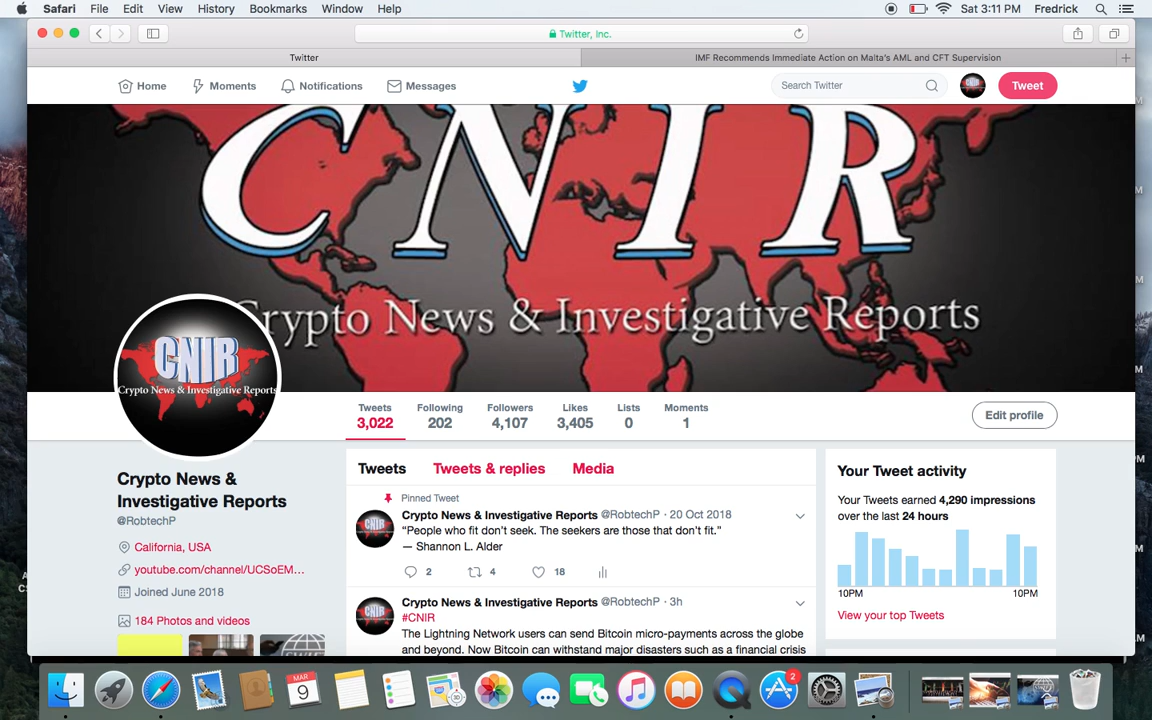 Safari File Edit View History Bookmarks Window Help Sat 3:11 PM Fredrick
Twitter, Inc.
Twitter
IMF Recommends Immediate Action on Malta's AML and CFT Supervision
Home Moments Notifications Messages Search Twitter Tweet
CNIR
Crypto News & Investigative Reports
CNIR
Crypto News & Investigative Reports
Tweets Following Followers Likes Lists Moments
3,022 202 4,107 3,405 0 1
Edit profile
Crypto News &
Investigative Reports
@RobtechP
California, USA
youtube.com/channel/UCSoEM...
Joined June 2018
184 Photos and videos
Tweets Tweets & replies Media
Pinned Tweet
Crypto News & Investigative Reports @RobtechP · 20 Oct 2018
“People who fit don’t seek. The seekers are those that don’t fit.”
— Shannon L. Alder
2 4 18
Crypto News & Investigative Reports @RobtechP · 3h
#CNIR
The Lightning Network users can send Bitcoin micro-payments across the globe
and beyond. Now Bitcoin can withstand major disasters such as a financial crisis
Your Tweet activity
Your Tweets earned 4,290 impressions
over the last 24 hours
10PM 10PM
View your top Tweets
MAR
9
2